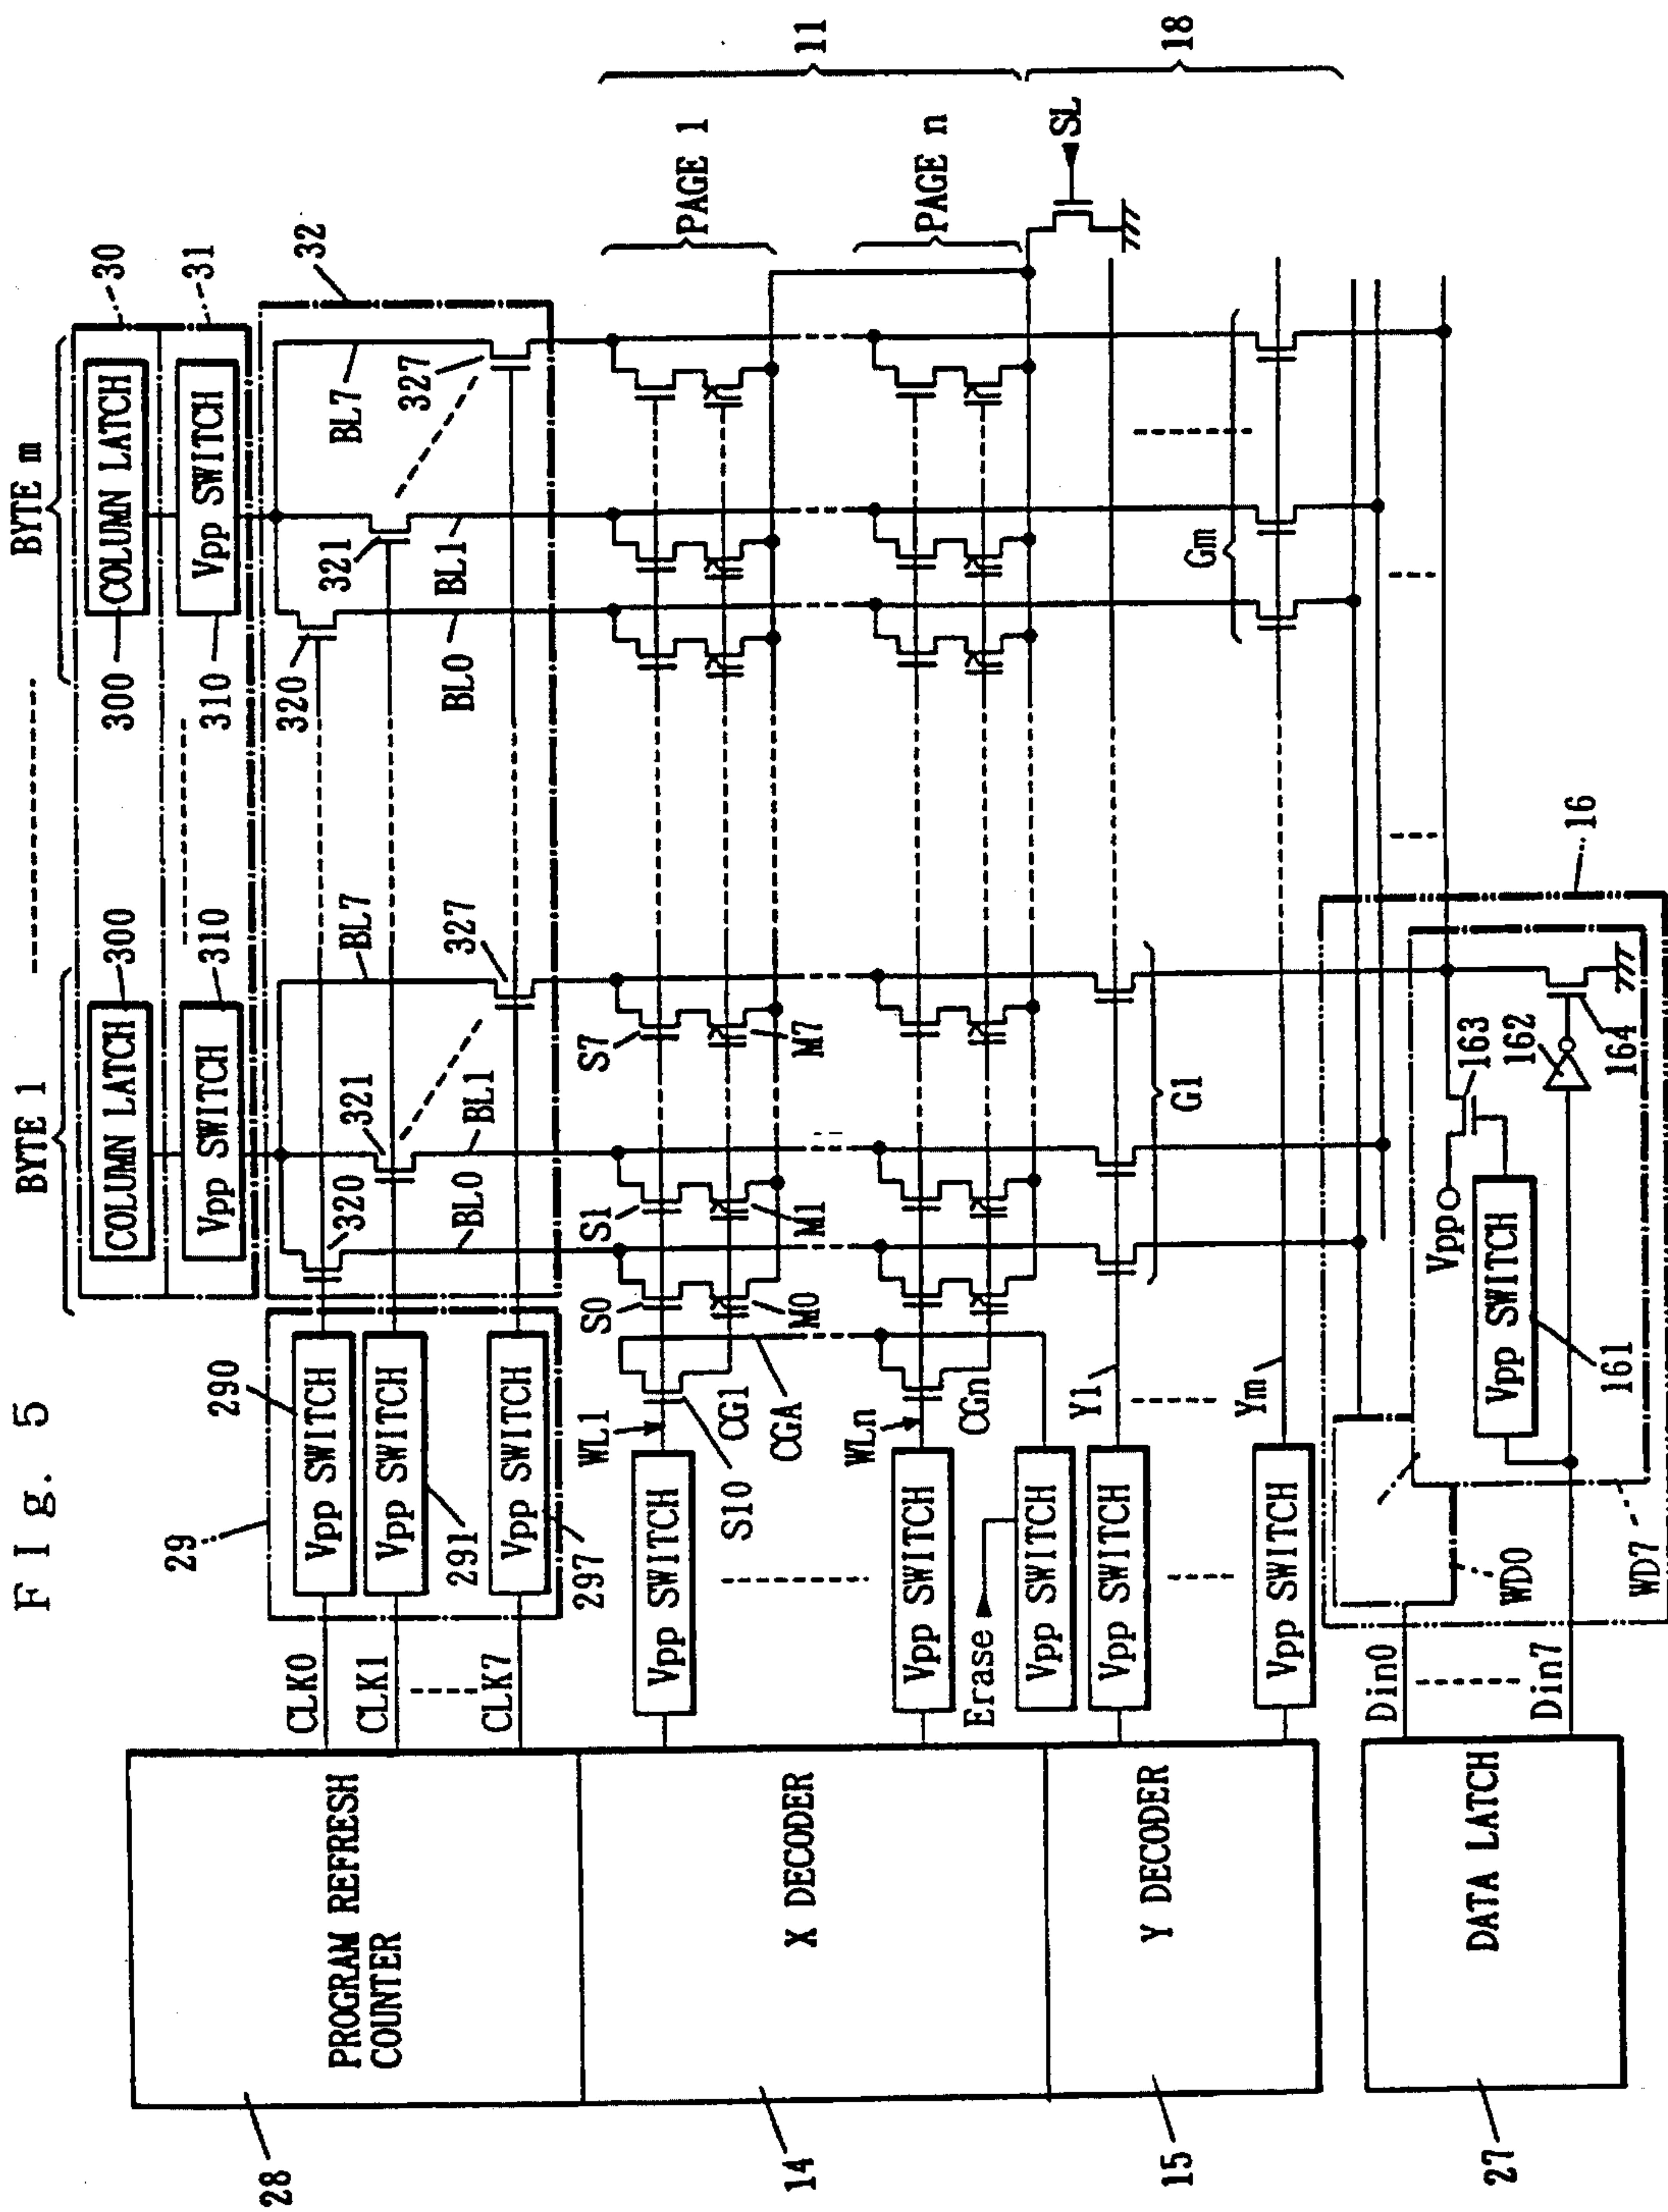 Fig. 5
BYTE 1
BYTE m
COLUMN LATCH
300
COLUMN LATCH
300
30
Vpp SWITCH
310
Vpp SWITCH
310
31
29
290
320
BL7
320
BL7
32
CLK0
Vpp SWITCH
321
321
CLK1
Vpp SWITCH
291
BL0
BL1
327
BL0
BL1
327
CLK7
Vpp SWITCH
297
28
PROGRAM REFRESH
COUNTER
WL1
S0
S1
S7
PAGE 1
Vpp SWITCH
S10
CG1
CGA
M0
M1
M7
11
14
X DECODER
WLn
Vpp SWITCH
CGn
PAGE n
Erase
Vpp SWITCH
SL
15
Y DECODER
Vpp SWITCH
Y1
G1
Gm
18
Vpp SWITCH
Ym
27
DATA LATCH
Din0
Din7
WD0
WD7
Vpp
Vpp SWITCH
161
163
162
164
16